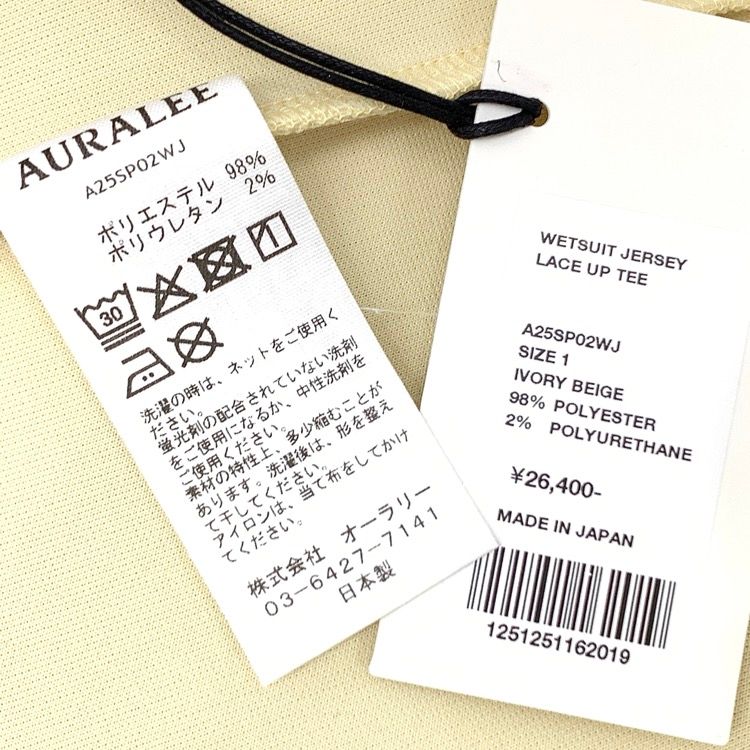 AURALEE
A25SP02WJ
ポリエステル 98%
ポリウレタン 2%
30
洗濯の時は、ネットをご使用く
ださい。
蛍光剤の配合されていない洗剤
をご使用になるか、中性洗剤を
ご使用ください。
素材の特性上、多少縮むことが
あります。洗濯後は、形を整え
て干してください。
アイロンは、当て布をしてかけ
てください。
株式会社 オーラリー
03-6427-7141
日本製
WETSUIT JERSEY
LACE UP TEE
A25SP02WJ
SIZE 1
IVORY BEIGE
98% POLYESTER
2% POLYURETHANE
¥26,400-
MADE IN JAPAN
1251251162019